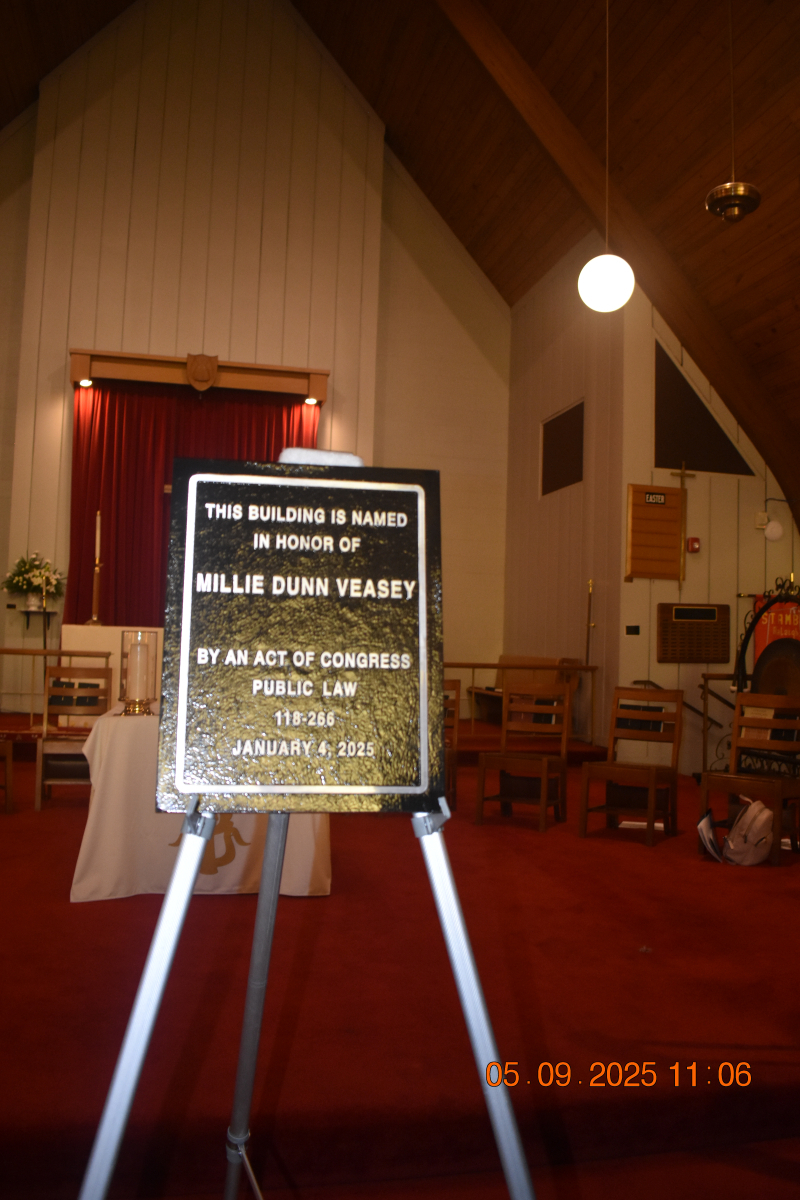 EASTER
THIS BUILDING IS NAMED
IN HONOR OF
MILLIE DUNN VEASEY
BY AN ACT OF CONGRESS
PUBLIC LAW
118-266
JANUARY 4, 2025
05.09.2025 11:06